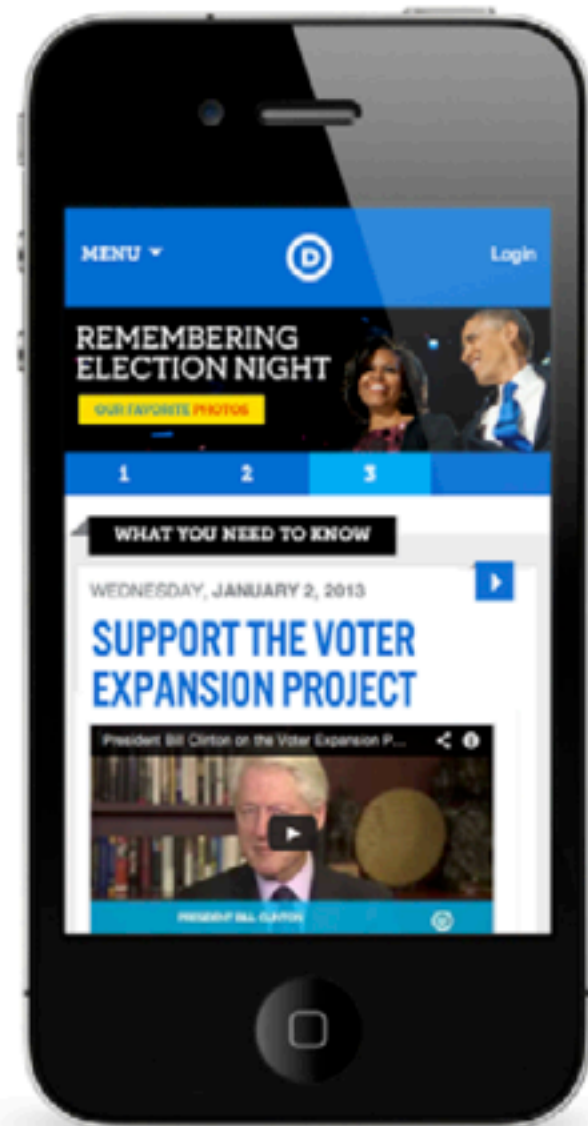 MENU
D
Login
REMEMBERING
ELECTION NIGHT
OUR FAVORITE PHOTOS
1 2 3
WHAT YOU NEED TO KNOW
WEDNESDAY, JANUARY 2, 2013
SUPPORT THE VOTER
EXPANSION PROJECT
President Bill Clinton on the Voter Expansion P...
PRESIDENT BILL CLINTON
D